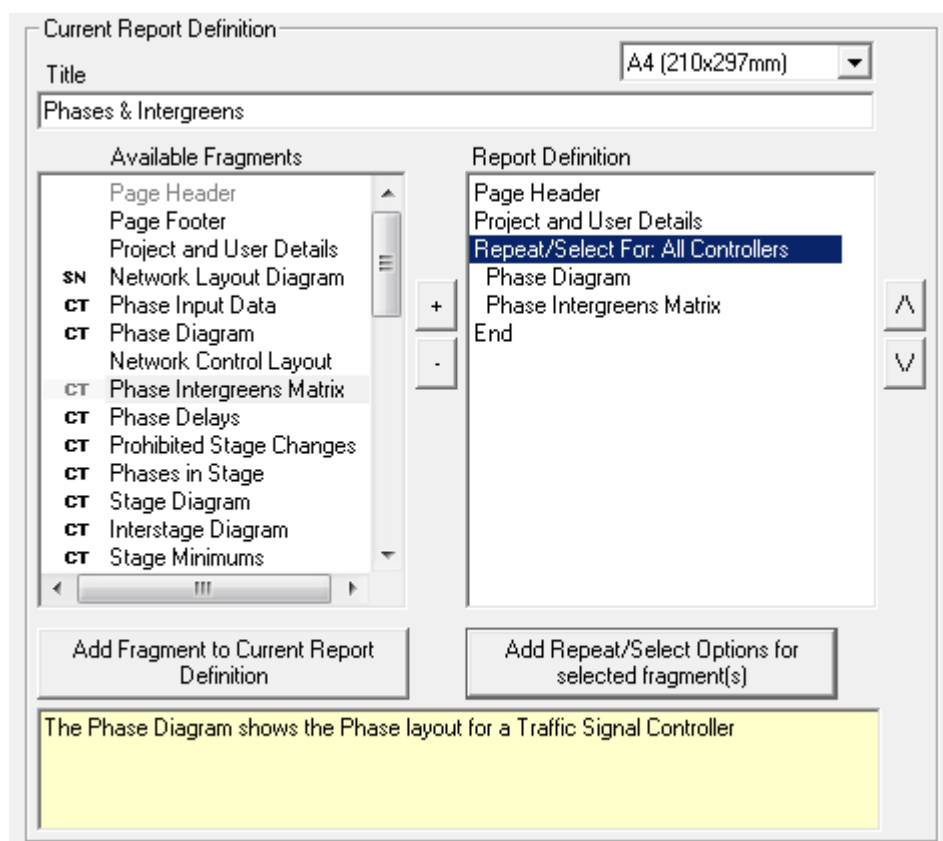 Current Report Definition
A4 (210x297mm)
Title
Phases & Intergreens
Available Fragments
Page Header
Page Footer
Project and User Details
SN Network Layout Diagram
CT Phase Input Data
CT Phase Diagram
Network Control Layout
CT Phase Intergreens Matrix
CT Phase Delays
CT Prohibited Stage Changes
CT Phases in Stage
CT Stage Diagram
CT Interstage Diagram
CT Stage Minimums
+
-
Report Definition
Page Header
Project and User Details
Repeat/Select For: All Controllers
Phase Diagram
Phase Intergreens Matrix
End
/\
\/
Add Fragment to Current Report
Definition
Add Repeat/Select Options for
selected fragment(s)
The Phase Diagram shows the Phase layout for a Traffic Signal Controller